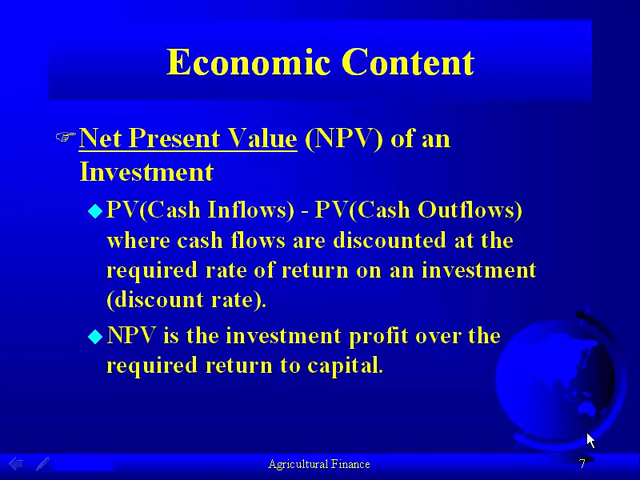 Economic Content
Net Present Value (NPV) of an
Investment
PV(Cash Inflows) - PV(Cash Outflows)
where cash flows are discounted at the
required rate of return on an investment
(discount rate).
NPV is the investment profit over the
required return to capital.
Agricultural Finance
7